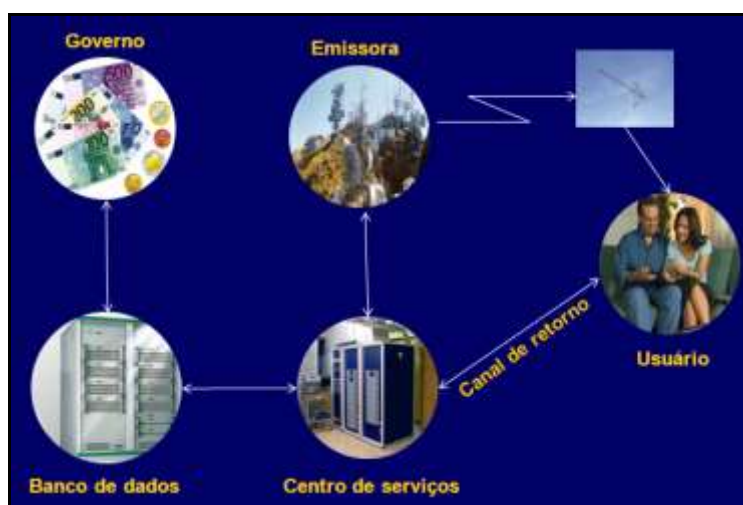 Governo
Emissora
Canal de retorno
Usuário
Banco de dados
Centro de serviços